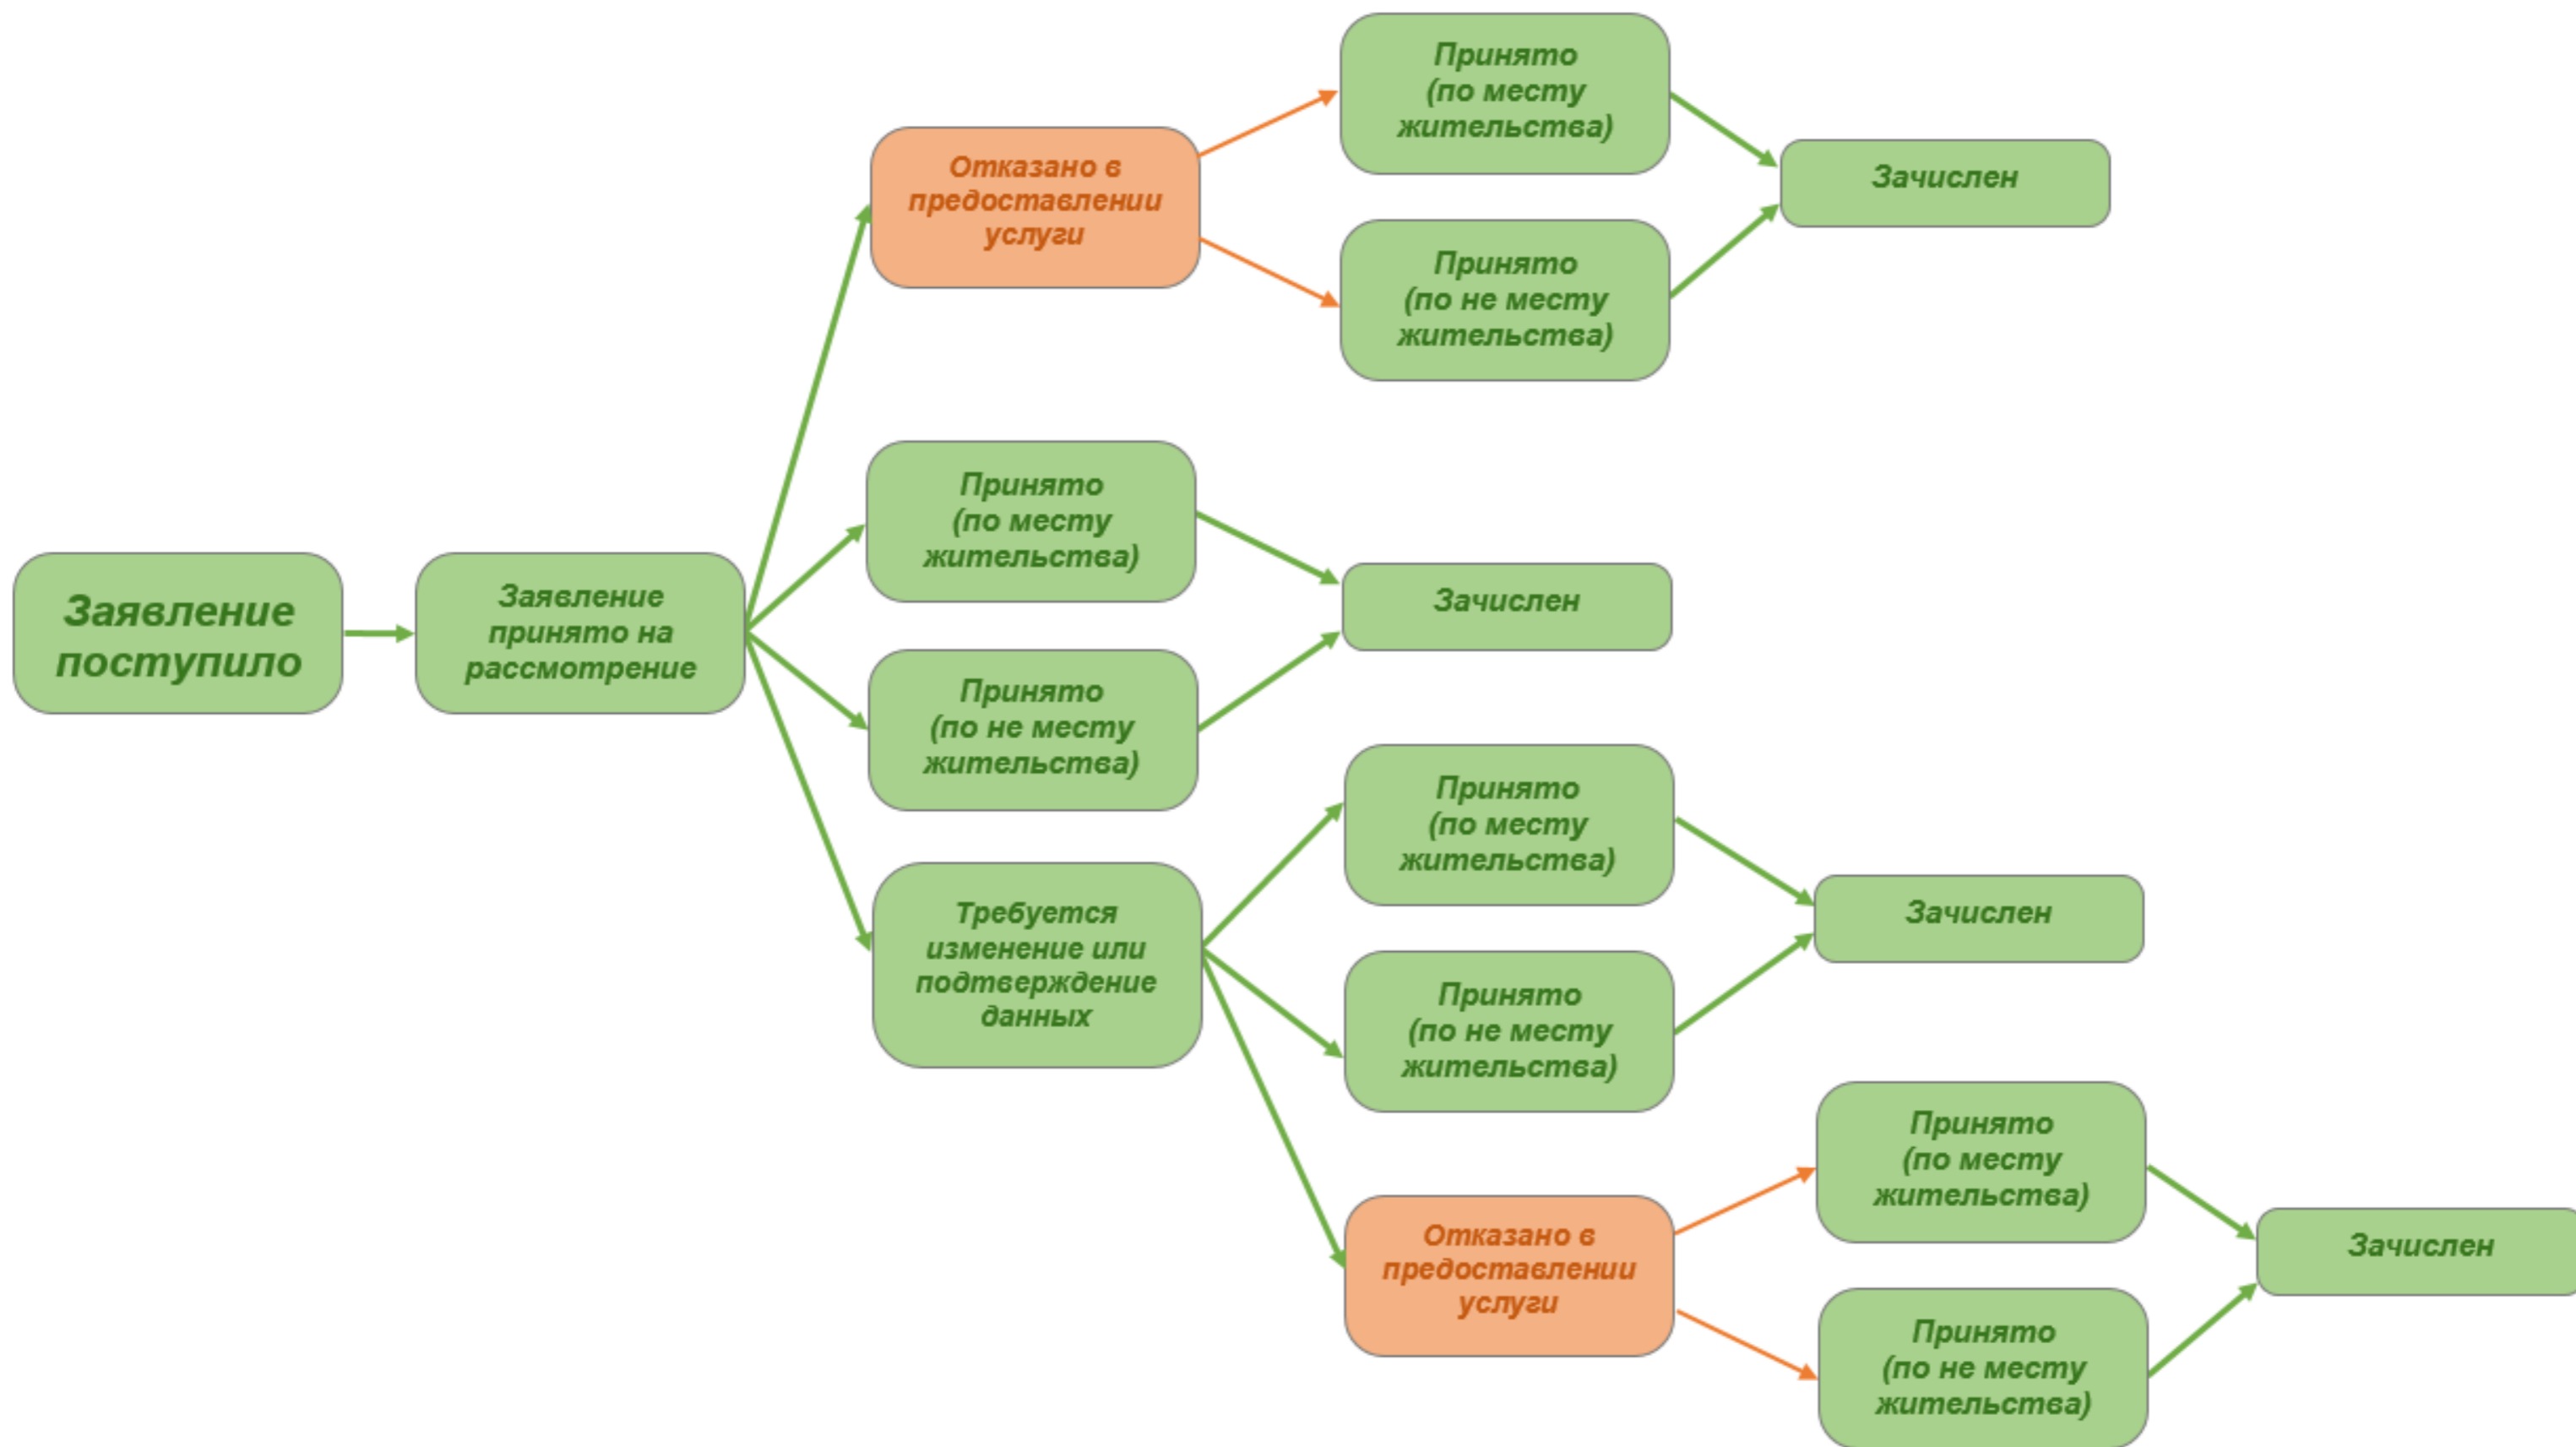 Заявление
поступило
Заявление
принято на
рассмотрение
Отказано в
предоставлении
услуги
Принято
(по месту
жительства)
Принято
(по не месту
жительства)
Зачислен
Принято
(по месту
жительства)
Принято
(по не месту
жительства)
Зачислен
Требуется
изменение или
подтверждение
данных
Принято
(по месту
жительства)
Принято
(по не месту
жительства)
Зачислен
Отказано в
предоставлении
услуги
Принято
(по месту
жительства)
Принято
(по не месту
жительства)
Зачислен